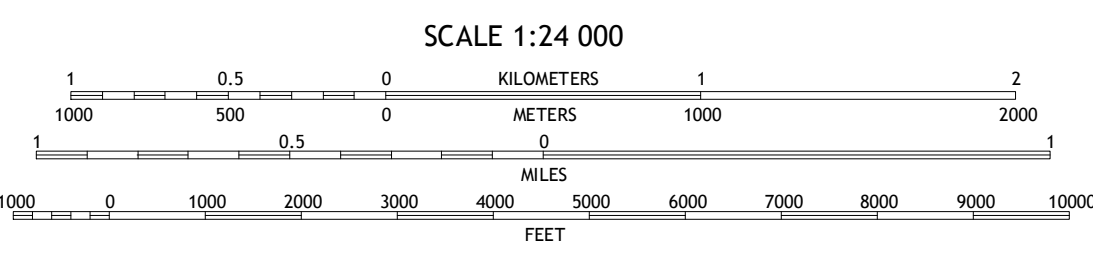 SCALE 1:24 000
1 0.5 0 KILOMETERS 1 2
1000 500 0 METERS 1000 2000
1 0.5 0 1
MILES
1000 0 1000 2000 3000 4000 5000 6000 7000 8000 9000 10000
FEET